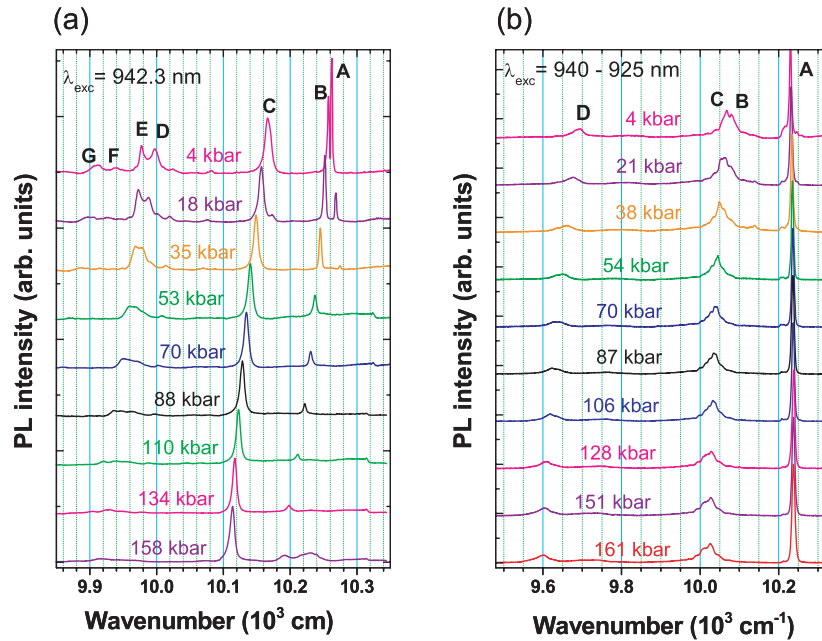 (a)
λexc = 942.3 nm
A
B
C
E
D
G
F
4 kbar
18 kbar
35 kbar
53 kbar
70 kbar
88 kbar
110 kbar
134 kbar
158 kbar
PL intensity (arb. units)
9.9 10.0 10.1 10.2 10.3
Wavenumber (10³ cm)
(b)
λexc = 940 - 925 nm
A
D
C
B
4 kbar
21 kbar
38 kbar
54 kbar
70 kbar
87 kbar
106 kbar
128 kbar
151 kbar
161 kbar
PL intensity (arb. units)
9.6 9.8 10.0 10.2
Wavenumber (10³ cm⁻¹)